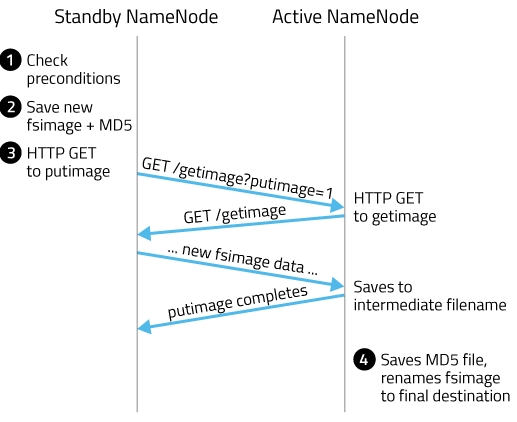 Standby NameNode
Active NameNode
1 Check
preconditions
2 Save new
fsimage + MD5
3 HTTP GET
to putimage
GET /getimage?putimage=1
HTTP GET
to getimage
GET /getimage
... new fsimage data ...
Saves to
intermediate filename
putimage completes
4 Saves MD5 file,
renames fsimage
to final destination